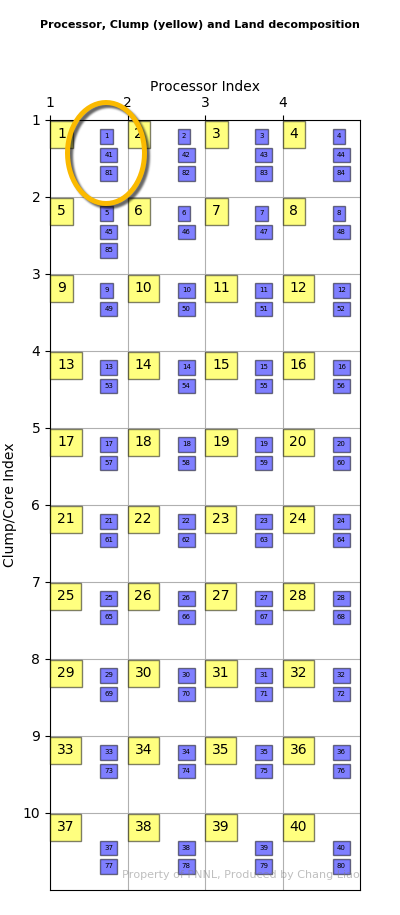 Processor, Clump (yellow) and Land decomposition
Processor Index
1 2 3 4
1
1 1 2 2 3 3 4 4
41 42 43 44
81 82 83 84
2
5 5 6 6 7 7 8 8
45 46 47 48
85
3
9 9 10 10 11 11 12 12
49 50 51 52
4
13 13 14 14 15 15 16 16
53 54 55 56
5
17 17 18 18 19 19 20 20
57 58 59 60
Clump/Core Index
6
21 21 22 22 23 23 24 24
61 62 63 64
7
25 25 26 26 27 27 28 28
65 66 67 68
8
29 29 30 30 31 31 32 32
69 70 71 72
9
33 33 34 34 35 35 36 36
73 74 75 76
10
37 38 39 40
37 38 39 40
77 78 79 80
Property of PNNL, Produced by Chang Liao